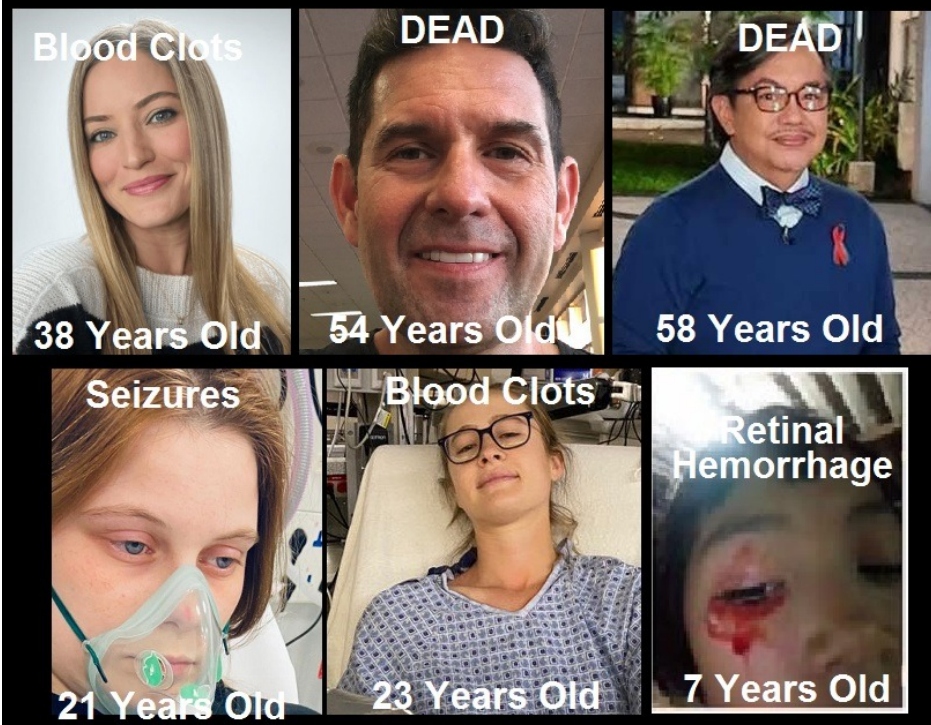 Blood Clots
38 Years Old
DEAD
54 Years Old
DEAD
58 Years Old
Seizures
21 Years Old
Blood Clots
23 Years Old
Retinal
Hemorrhage
7 Years Old